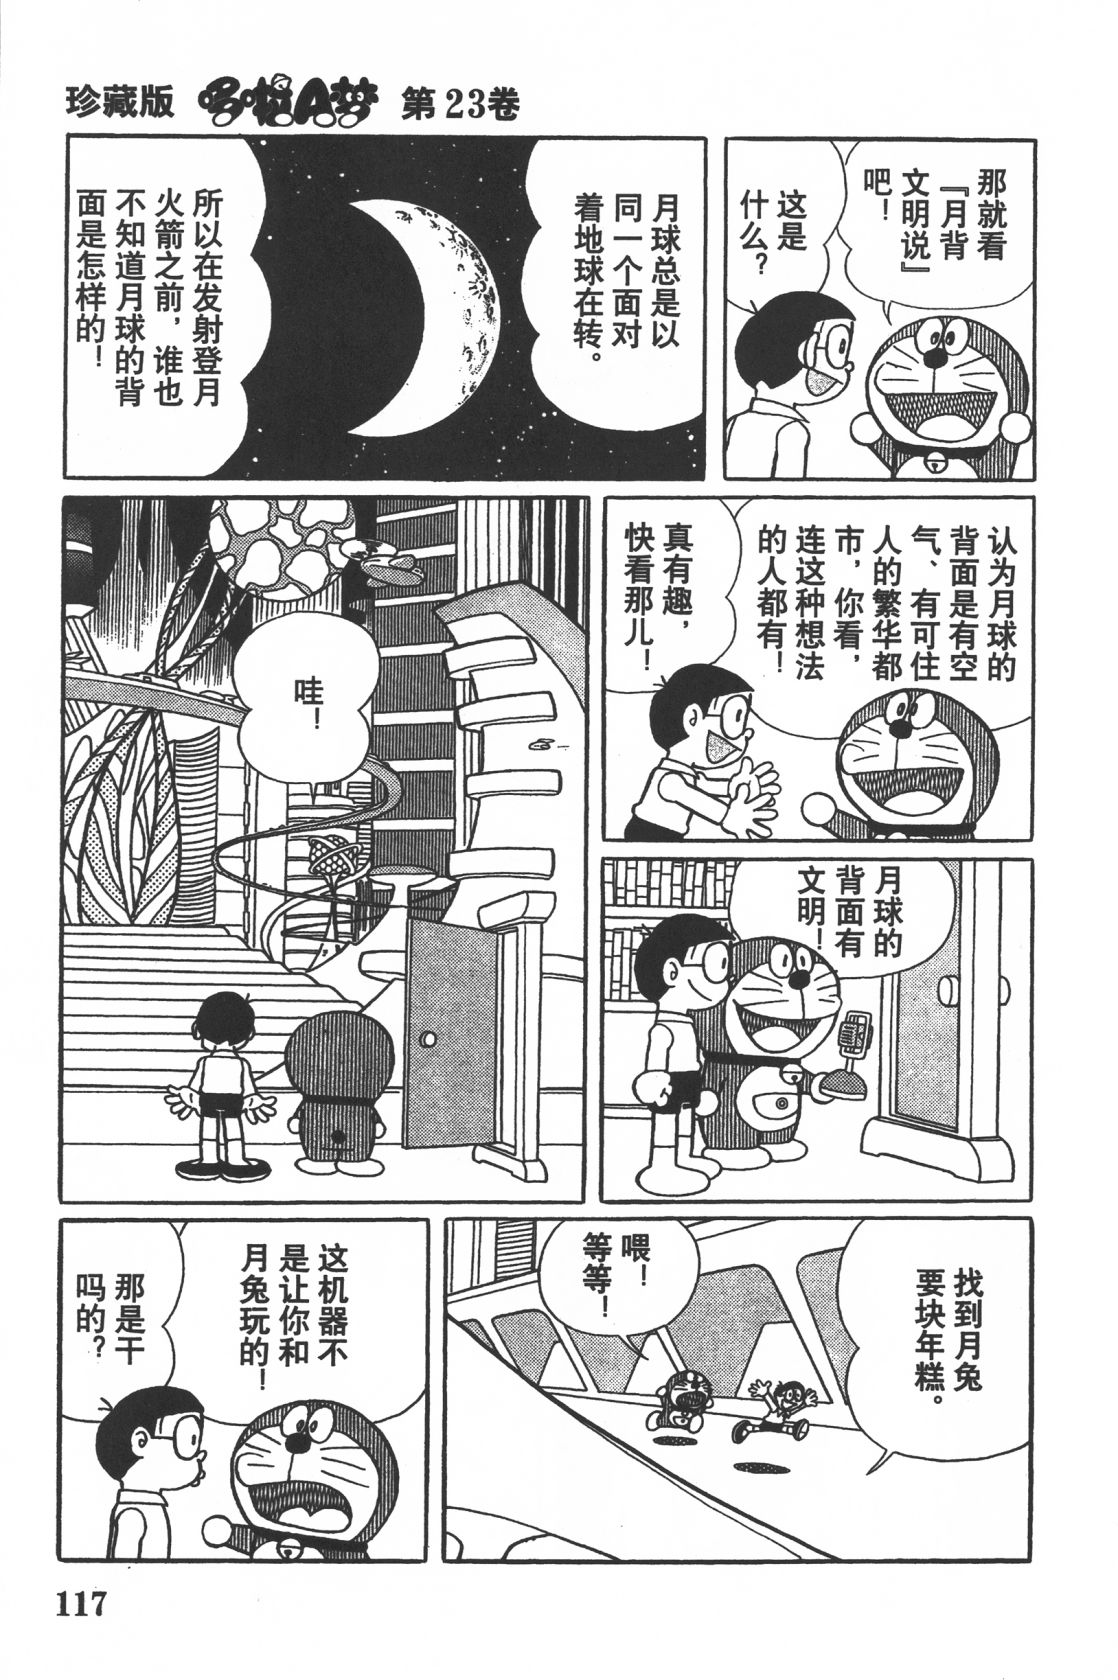 珍藏版 哆啦A梦 第23卷
那就看
『月背
文明说』
吧！
这是
什么？
月球总是以
同一个面对
着地球在转。
所以在发射登月
火箭之前，谁也
不知道月球的背
面是怎样的！
认为月球的
背面是有空
气、有可住
人的繁华都
市，你看，
连这种想法
的人都有！
真有趣，
快看那儿！
月球的
背面有
文明！
哇！
找到月兔
要块年糕。
喂！
等等！
这机器不
是让你和
月兔玩的！
那是干
吗的？
117